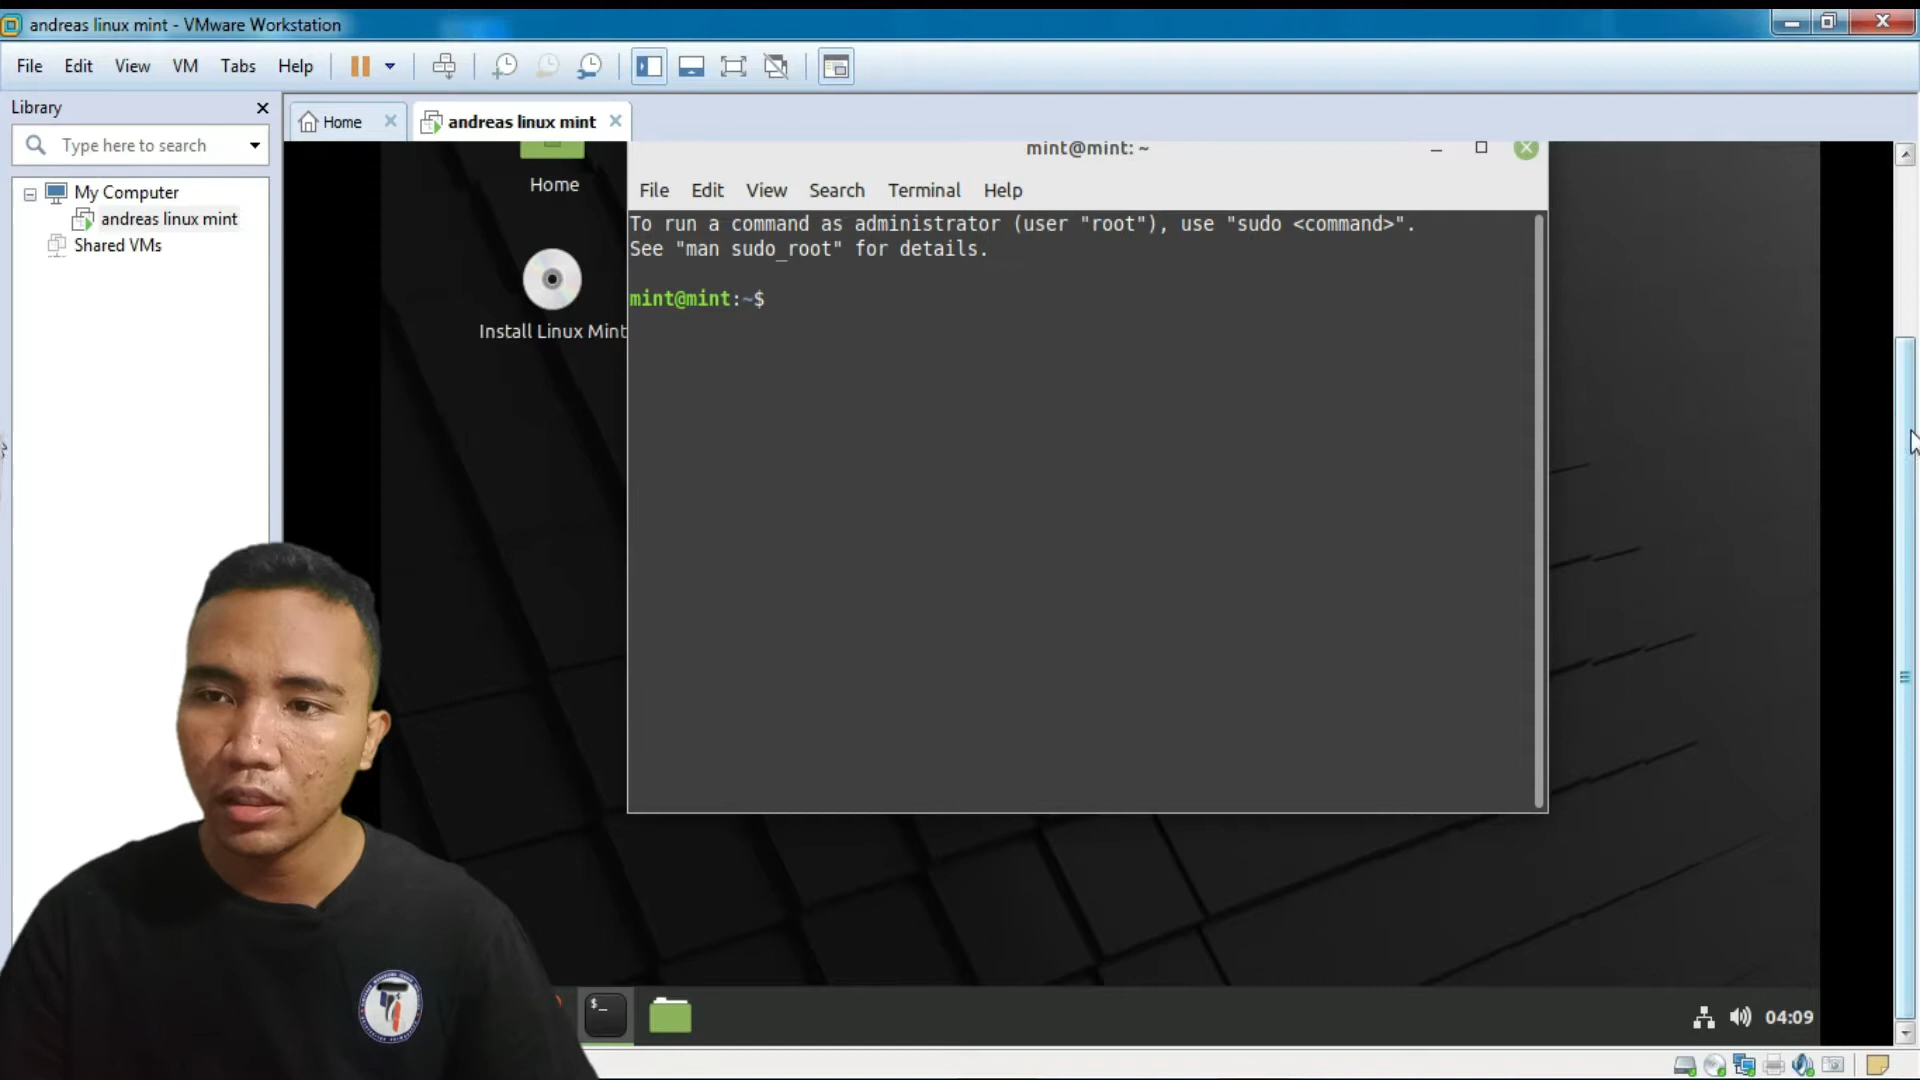 andreas linux mint - VMware Workstation
File Edit View VM Tabs Help
Library
Type here to search
My Computer
andreas linux mint
Shared VMs
Home
andreas linux mint
Home
Install Linux Mint
mint@mint: ~
File Edit View Search Terminal Help
To run a command as administrator (user "root"), use "sudo <command>".
See "man sudo_root" for details.
mint@mint:~$
04:09